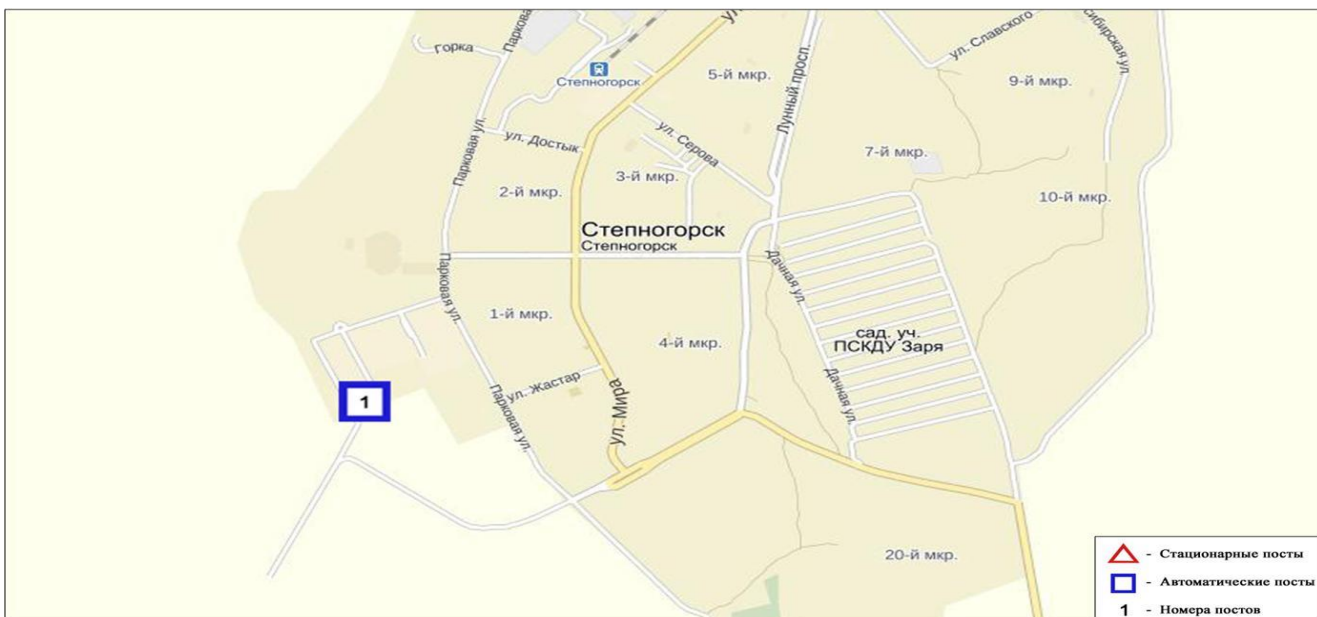 Парковая
ул.
Горка
Степногорск
5-й мкр.
Лунный просп.
ул. Славского
9-й мкр.
Парковая ул.
ул. Достык
ул. Серова
7-й мкр.
2-й мкр.
3-й мкр.
10-й мкр.
Степногорск
Степногорск
Парковая ул.
Дачная ул.
1-й мкр.
4-й мкр.
сад. уч.
ПСКДУ Заря
ул. Жастар
1
Парковая ул.
ул. Мира
Дачная ул.
20-й мкр.
- Стационарные посты
- Автоматические посты
1 - Номера постов